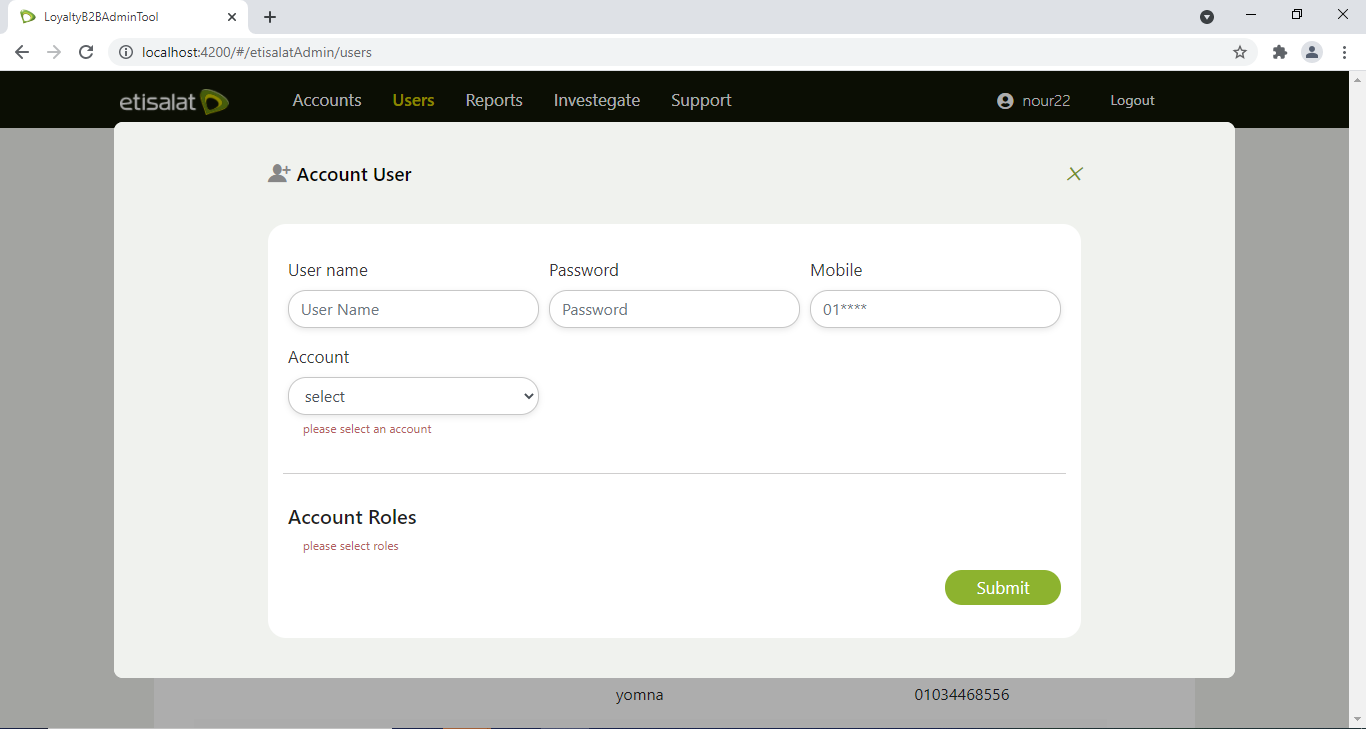 LoyaltyB2BAdminTool
localhost:4200/#/etisalatAdmin/users
etisalat Accounts Users Reports Investegate Support nour22 Logout
Account User
User name Password Mobile
User Name Password 01****
Account
select
please select an account
Account Roles
please select roles
Submit
yomna 01034468556